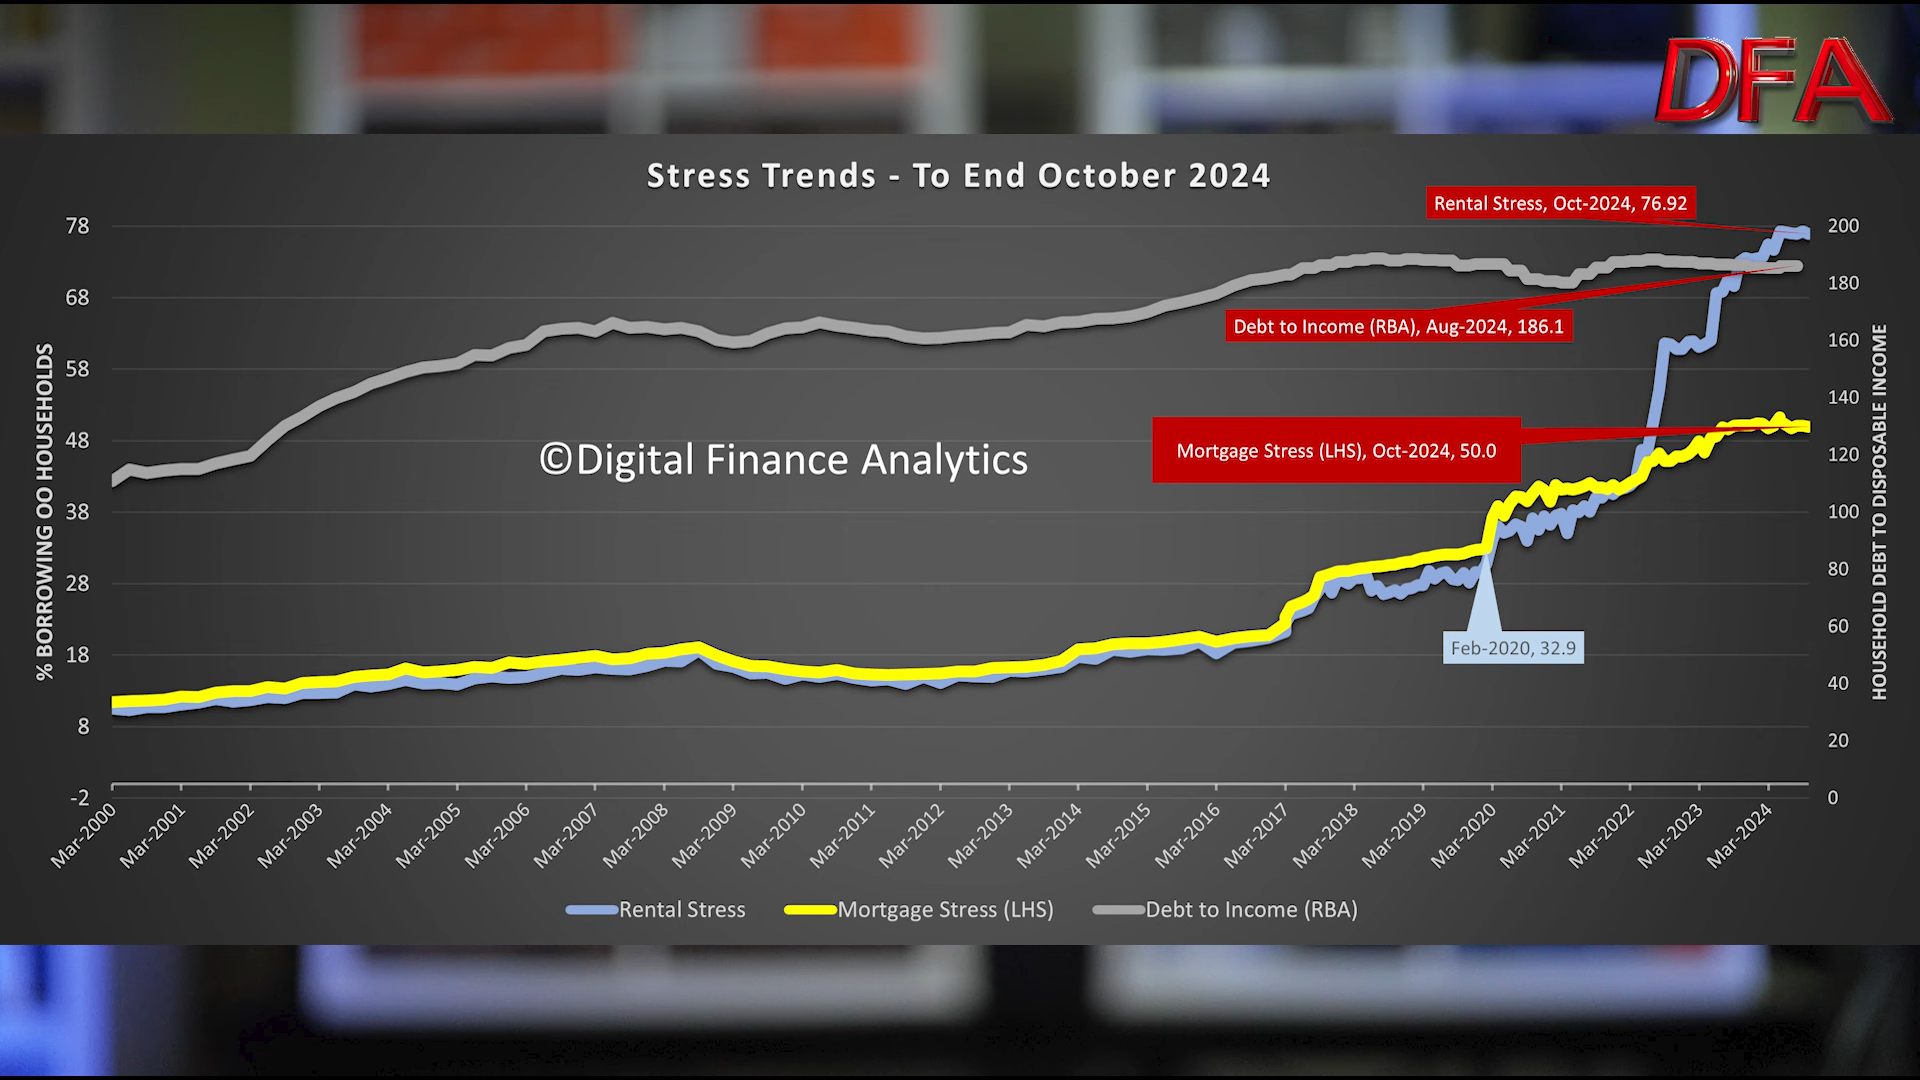 DFA
Stress Trends - To End October 2024
Rental Stress, Oct-2024, 76.92
Debt to Income (RBA), Aug-2024, 186.1
Mortgage Stress (LHS), Oct-2024, 50.0
Feb-2020, 32.9
©Digital Finance Analytics
% BORROWING OO HOUSEHOLDS
78
68
58
48
38
28
18
8
-2
200
180
160
140
120
100
80
60
40
20
0
HOUSEHOLD DEBT TO DISPOSABLE INCOME
Mar-2000
Mar-2001
Mar-2002
Mar-2003
Mar-2004
Mar-2005
Mar-2006
Mar-2007
Mar-2008
Mar-2009
Mar-2010
Mar-2011
Mar-2012
Mar-2013
Mar-2014
Mar-2015
Mar-2016
Mar-2017
Mar-2018
Mar-2019
Mar-2020
Mar-2021
Mar-2022
Mar-2023
Mar-2024
Rental Stress
Mortgage Stress (LHS)
Debt to Income (RBA)